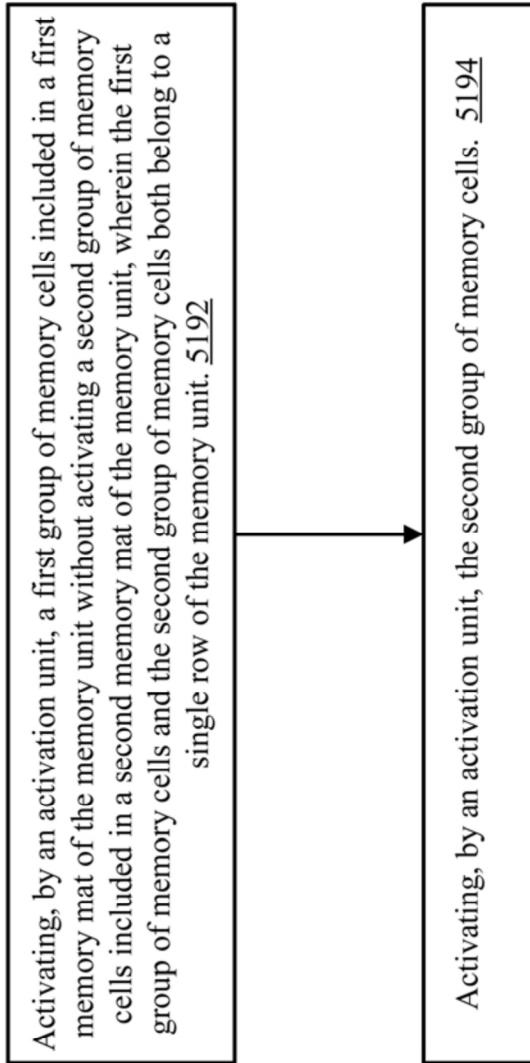 Activating, by an activation unit, a first group of memory cells included in a first
memory mat of the memory unit without activating a second group of memory
cells included in a second memory mat of the memory unit, wherein the first
group of memory cells and the second group of memory cells both belong to a
single row of the memory unit. 5192
Activating, by an activation unit, the second group of memory cells. 5194